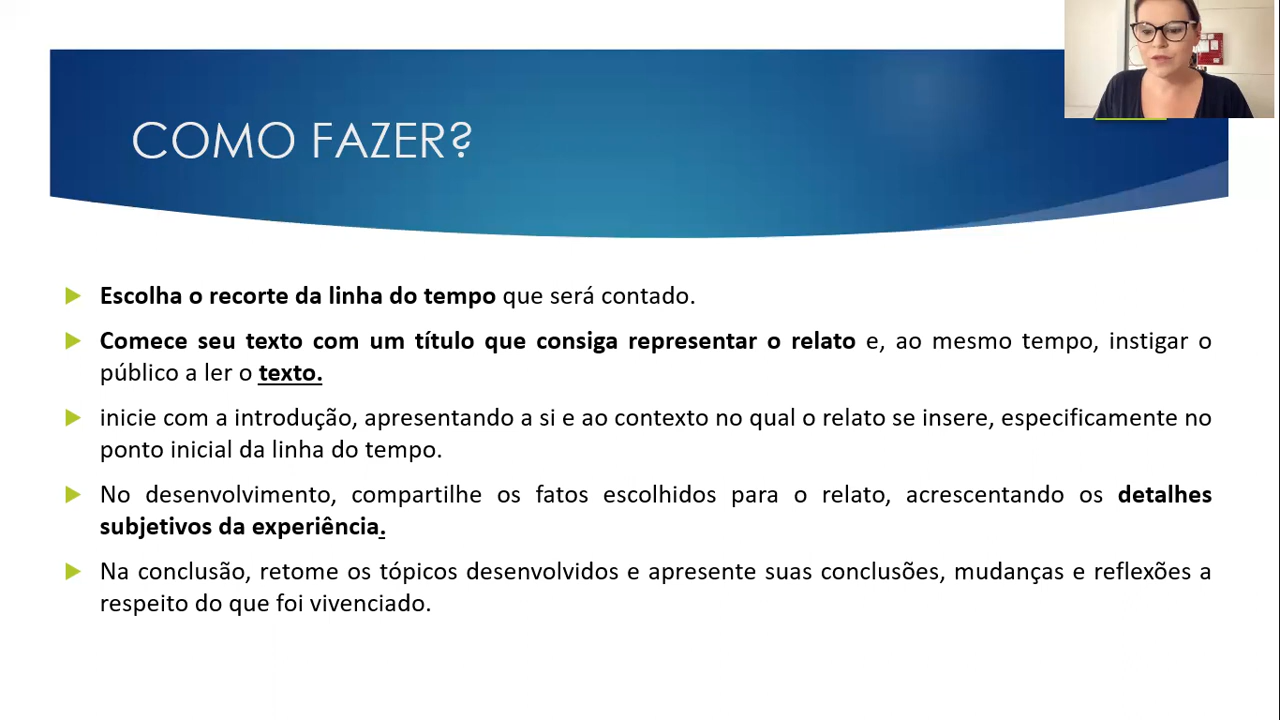 COMO FAZER?
Escolha o recorte da linha do tempo que será contado.
Comece seu texto com um título que consiga representar o relato e, ao mesmo tempo, instigar o
público a ler o texto.
inicie com a introdução, apresentando a si e ao contexto no qual o relato se insere, especificamente no
ponto inicial da linha do tempo.
No desenvolvimento, compartilhe os fatos escolhidos para o relato, acrescentando os detalhes
subjetivos da experiência.
Na conclusão, retome os tópicos desenvolvidos e apresente suas conclusões, mudanças e reflexões a
respeito do que foi vivenciado.